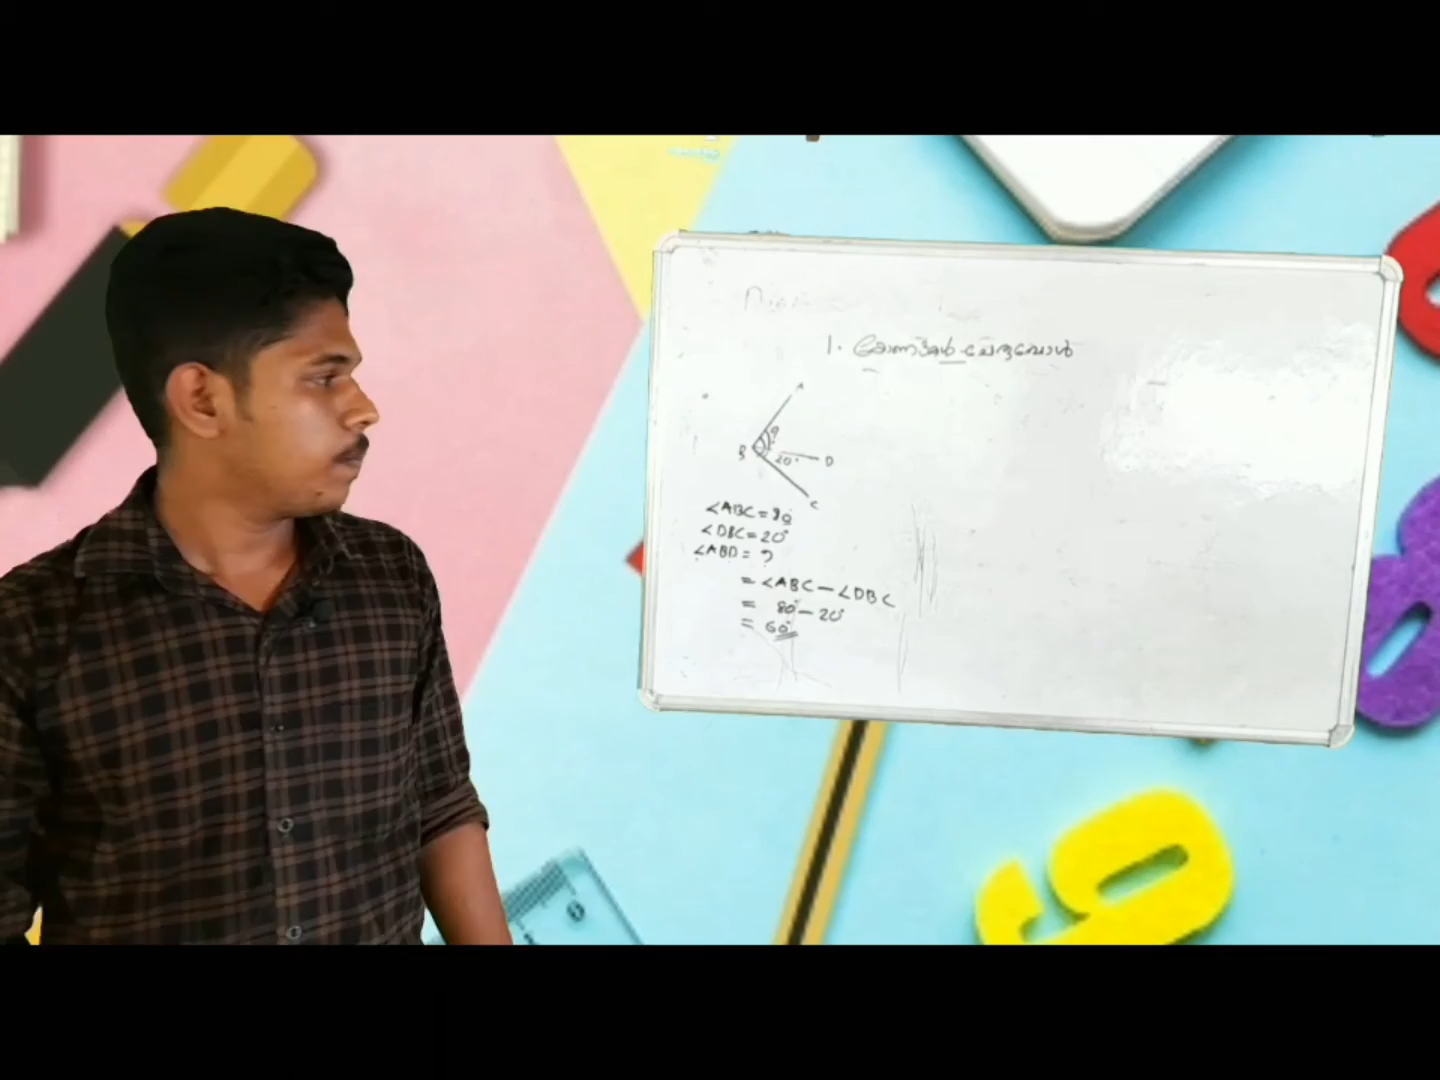 1. കോണുകൾ ചേരുമ്പോൾ
A
?
B
20°
D
C
∠ABC = 80°
∠DBC = 20°
∠ABD = ?
= ∠ABC − ∠DBC
= 80° − 20°
= 60°